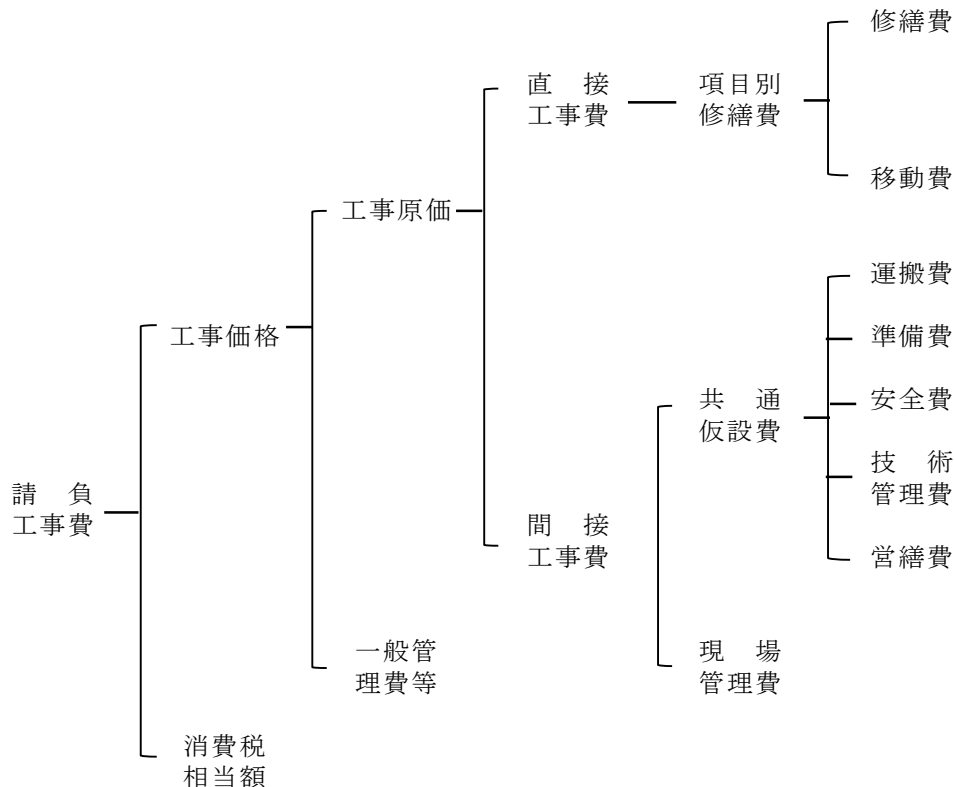 修繕費
直　接
工事費
項目別
修繕費
移動費
工事原価
運搬費
工事価格
準備費
共　通
仮設費
安全費
技　術
管理費
請　負
工事費
間　接
工事費
営繕費
一般管
理費等
現　場
管理費
消費税
相当額